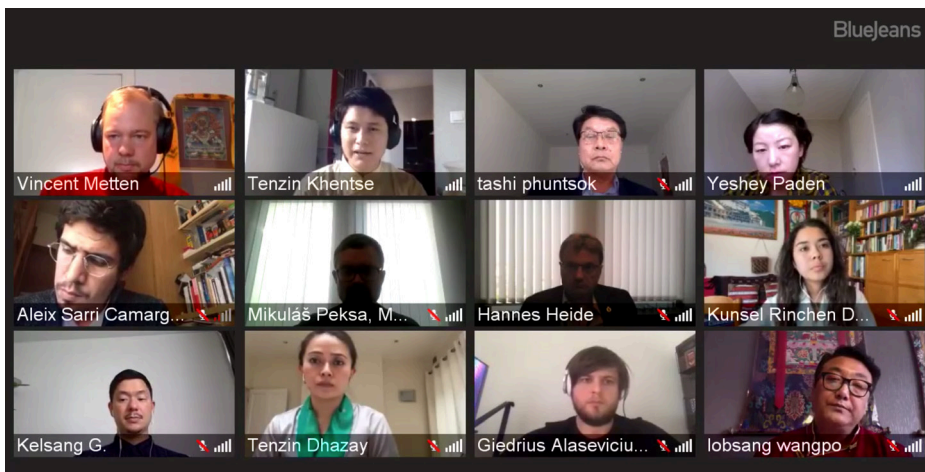 BlueJeans
Vincent Metten
Tenzin Khentse
tashi phuntsok
Yeshey Paden
Aleix Sarri Camarg...
Mikuláš Peksa, M...
Hannes Heide
Kunsel Rinchen D...
Kelsang G.
Tenzin Dhazay
Giedrius Alaseviciu...
lobsang wangpo